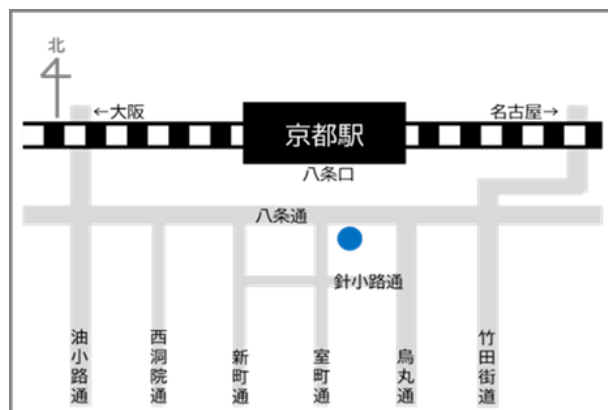 北
←大阪
名古屋→
京都駅
八条口
八条通
針小路通
油小路通
西洞院通
新町通
室町通
烏丸通
竹田街道